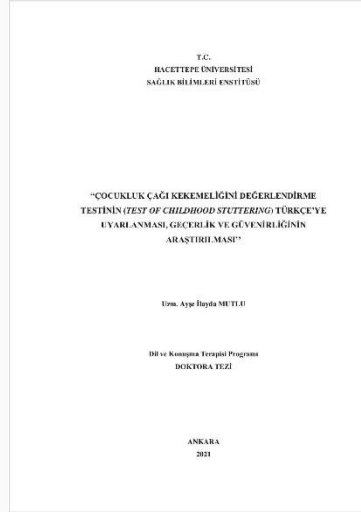 T.C.
HACETTEPE ÜNİVERSİTESİ
SAĞLIK BİLİMLERİ ENSTİTÜSÜ
“ÇOCUKLUK ÇAĞI KEKEMELİĞİNİ DEĞERLENDİRME
TESTİNİN (TEST OF CHILDHOOD STUTTERING) TÜRKÇE’YE
UYARLANMASI, GEÇERLİK VE GÜVENİRLİĞİNİN
ARAŞTIRILMASI’’
Uzm. Ayşe İlayda MUTLU
Dil ve Konuşma Terapisi Programı
DOKTORA TEZİ
ANKARA
2021